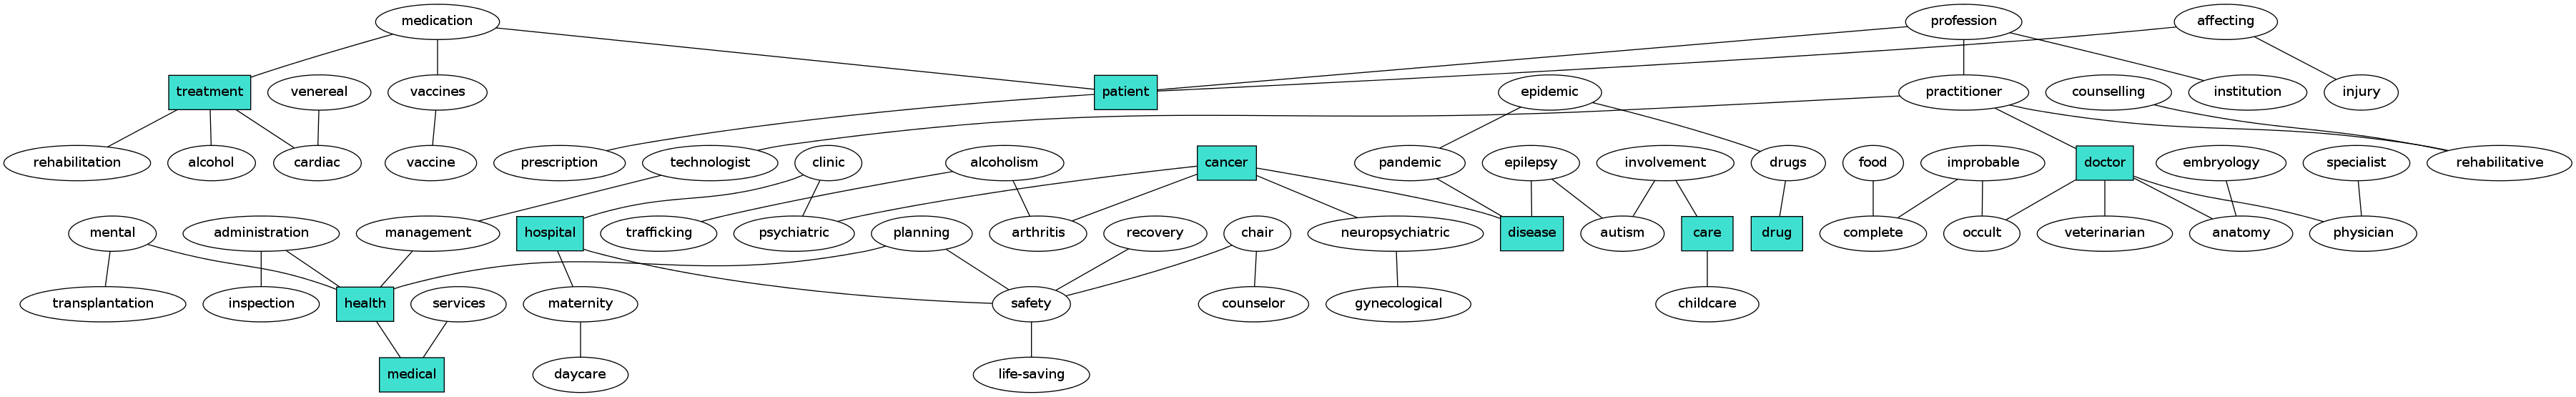 medication
profession
affecting
treatment
venereal
vaccines
patient
epidemic
practitioner
counselling
institution
injury
rehabilitation
alcohol
cardiac
vaccine
prescription
technologist
clinic
alcoholism
cancer
pandemic
epilepsy
involvement
drugs
food
improbable
doctor
embryology
specialist
rehabilitative
mental
administration
management
hospital
trafficking
psychiatric
planning
arthritis
recovery
chair
neuropsychiatric
disease
autism
care
drug
complete
occult
veterinarian
anatomy
physician
transplantation
inspection
health
services
maternity
safety
counselor
gynecological
childcare
medical
daycare
life-saving